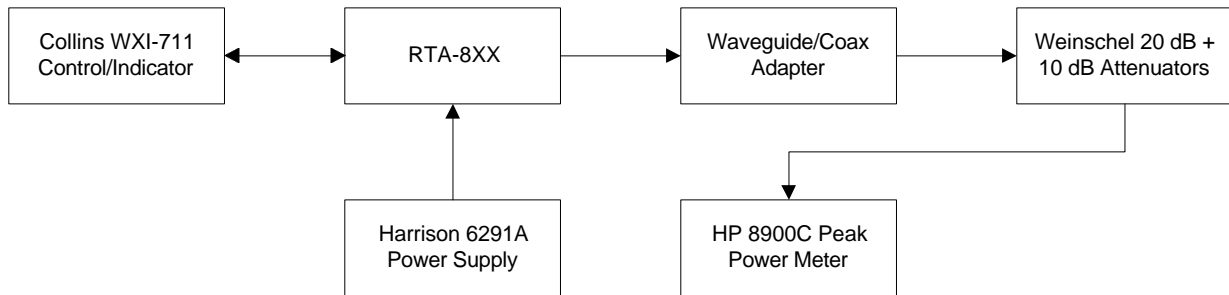 Collins WXI-711
Control/Indicator
RTA-8XX
Waveguide/Coax
Adapter
Weinschel 20 dB +
10 dB Attenuators
Harrison 6291A
Power Supply
HP 8900C Peak
Power Meter